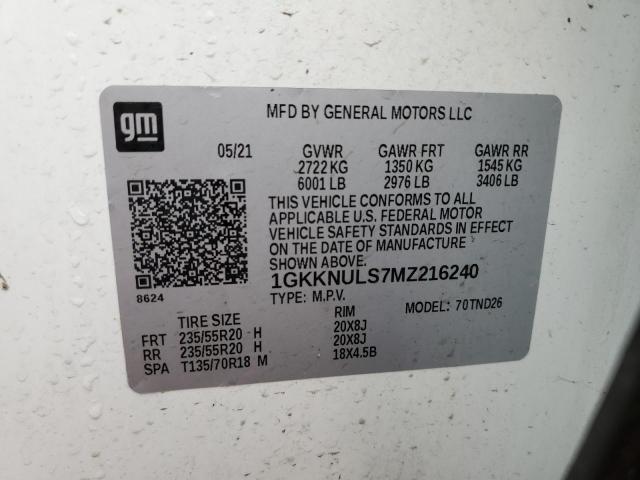 gm
MFD BY GENERAL MOTORS LLC
05/21 GVWR GAWR FRT GAWR RR
2722 KG 1350 KG 1545 KG
6001 LB 2976 LB 3406 LB
THIS VEHICLE CONFORMS TO ALL
APPLICABLE U.S. FEDERAL MOTOR
VEHICLE SAFETY STANDARDS IN EFFECT
ON THE DATE OF MANUFACTURE
SHOWN ABOVE.
1GKKNULS7MZ216240
8624
TYPE: M.P.V. MODEL: 70TND26
TIRE SIZE RIM
FRT 235/55R20 H 20X8J
RR 235/55R20 H 20X8J
SPA T135/70R18 M 18X4.5B